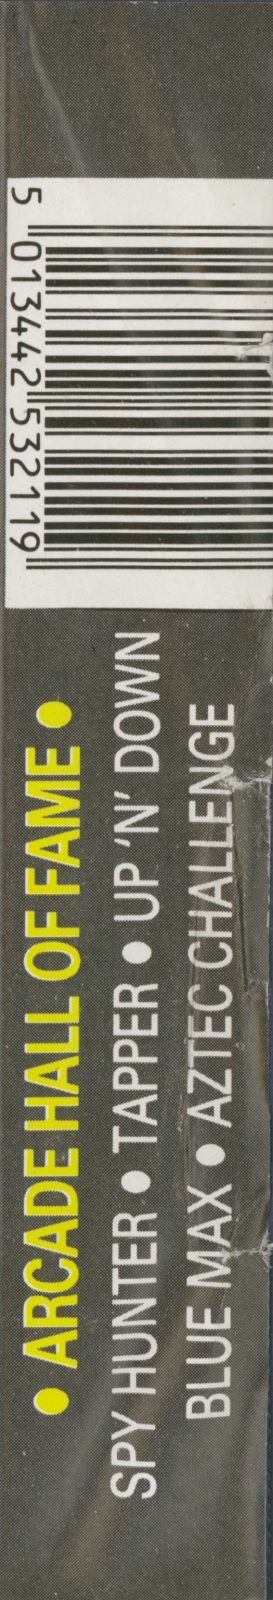 5 013442 532119
• ARCADE HALL OF FAME •
SPY HUNTER • TAPPER • UP 'N' DOWN
BLUE MAX • AZTEC CHALLENGE